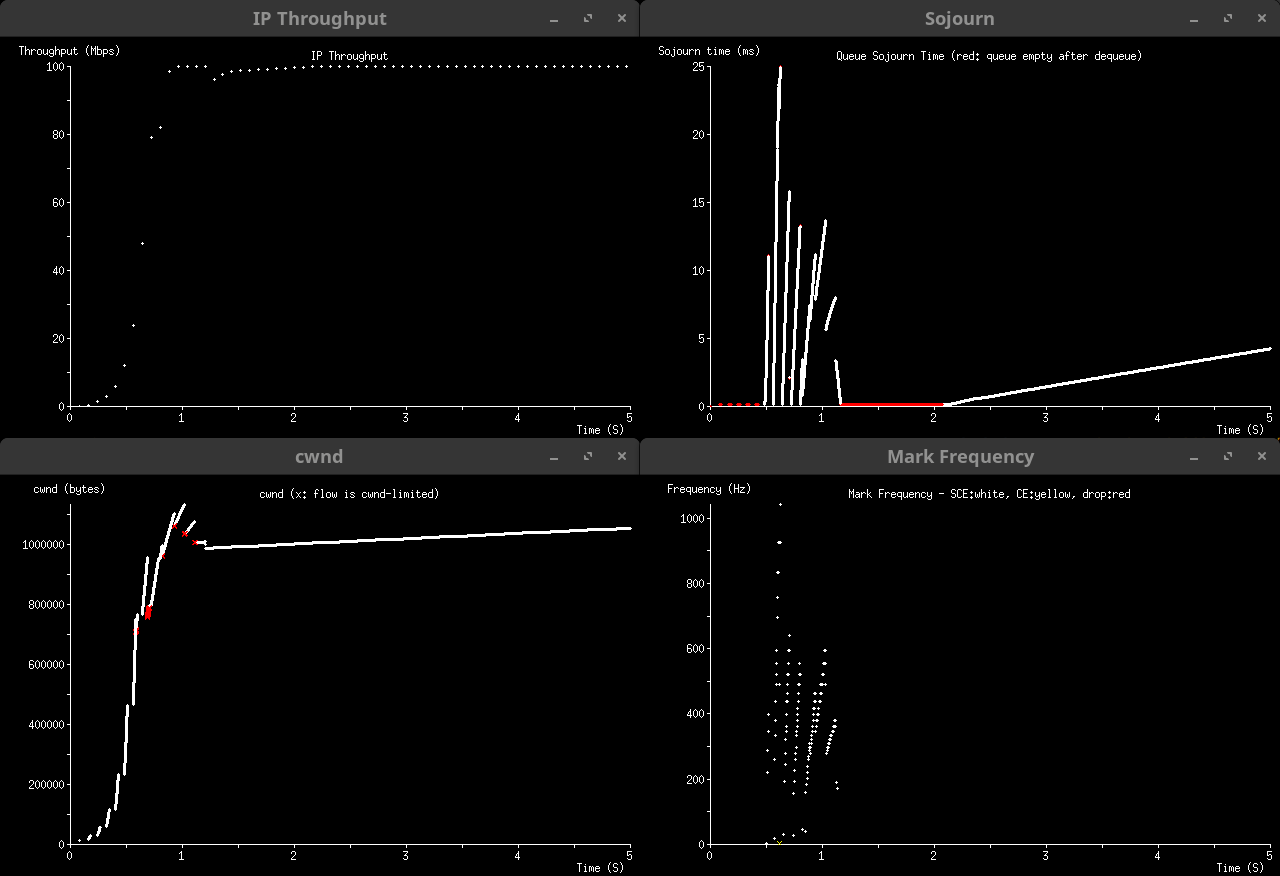 IP Throughput
Throughput (Mbps)
IP Throughput
100
80
60
40
20
0
0 1 2 3 4 5
Time (S)
Sojourn
Sojourn time (ms)
Queue Sojourn Time (red: queue empty after dequeue)
25
20
15
10
5
0
0 1 2 3 4 5
Time (S)
cwnd
cwnd (bytes)
cwnd (x: flow is cwnd-limited)
1000000
800000
600000
400000
200000
0
0 1 2 3 4 5
Time (S)
Mark Frequency
Frequency (Hz)
Mark Frequency - SCE:white, CE:yellow, drop:red
1000
800
600
400
200
0
0 1 2 3 4 5
Time (S)